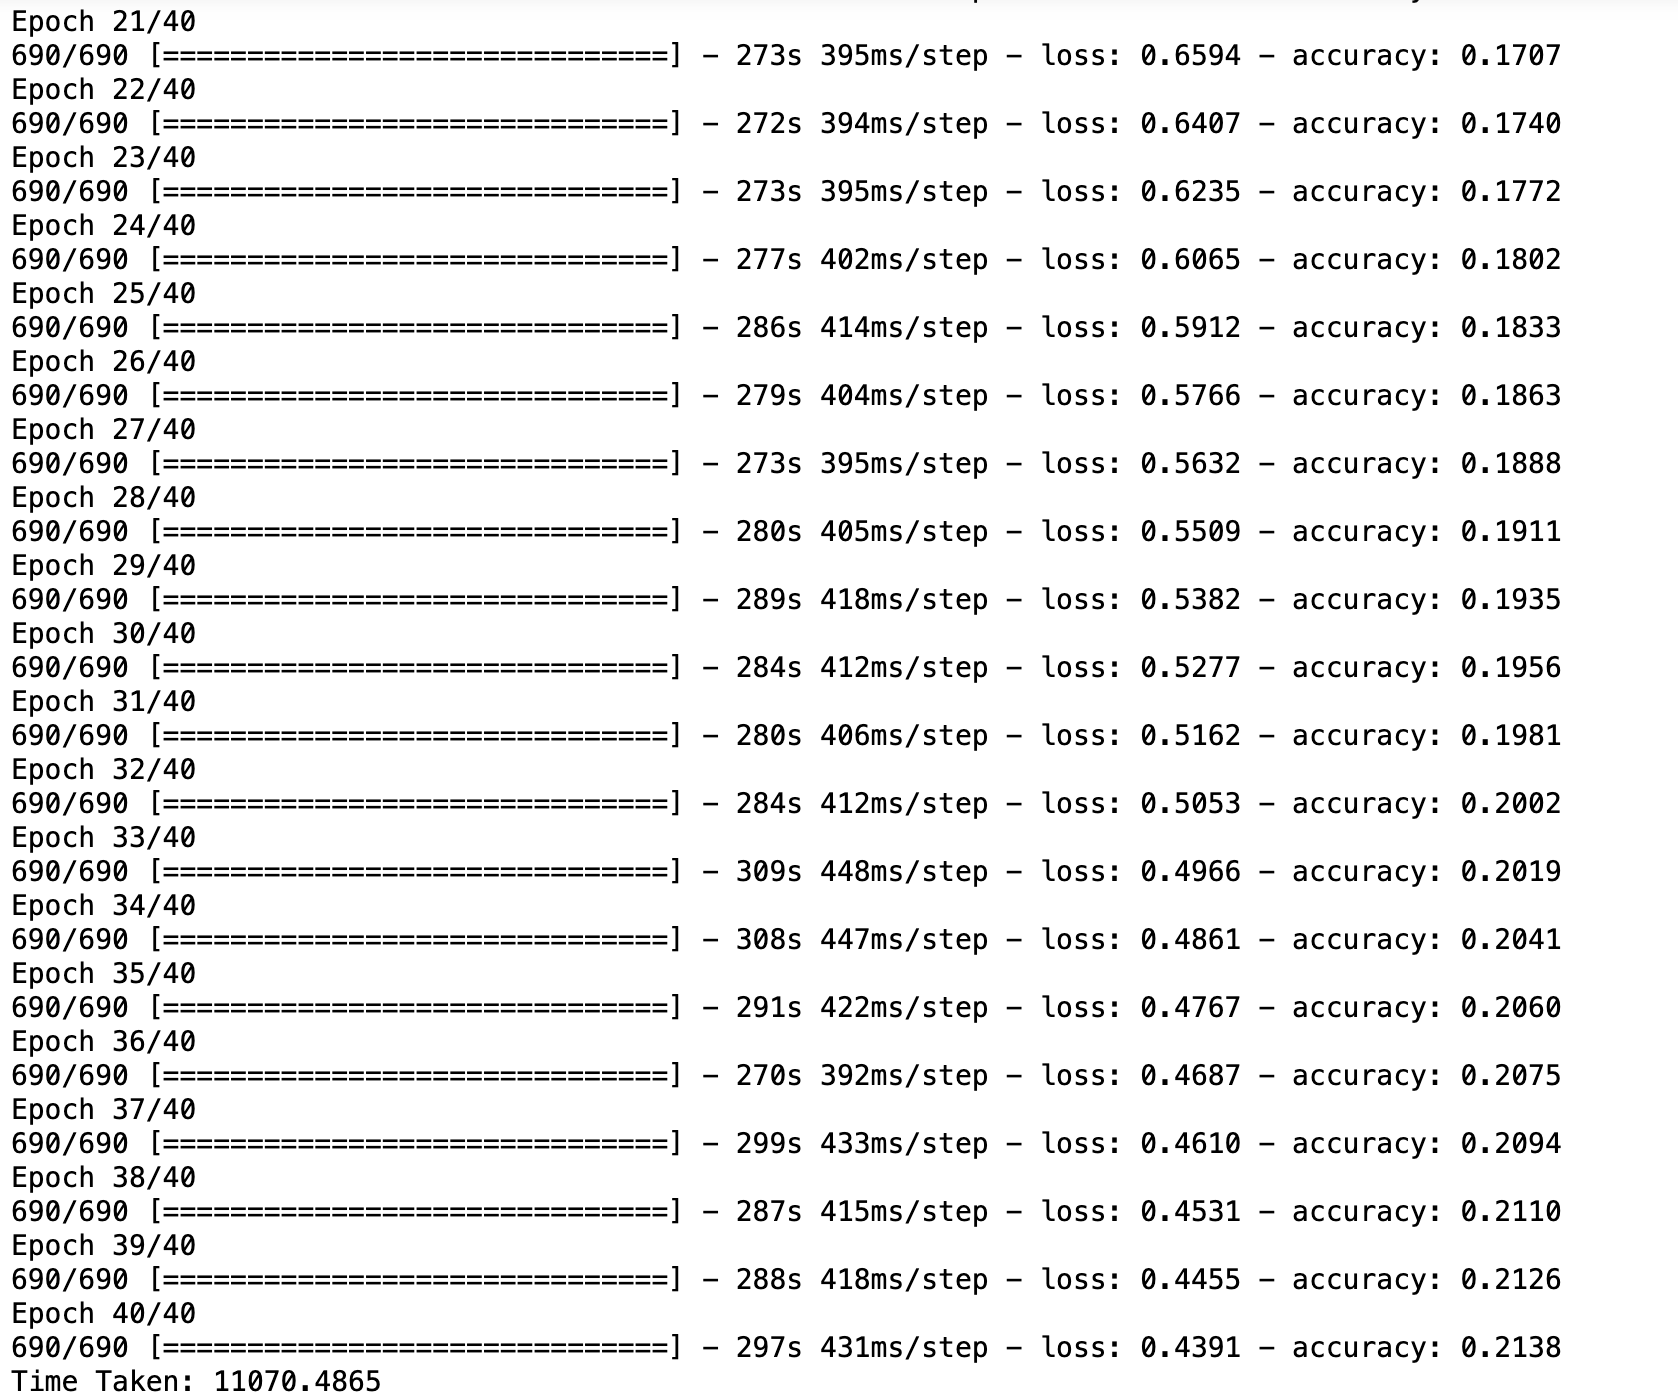 Epoch 21/40
690/690 [==============================] - 273s 395ms/step - loss: 0.6594 - accuracy: 0.1707
Epoch 22/40
690/690 [==============================] - 272s 394ms/step - loss: 0.6407 - accuracy: 0.1740
Epoch 23/40
690/690 [==============================] - 273s 395ms/step - loss: 0.6235 - accuracy: 0.1772
Epoch 24/40
690/690 [==============================] - 277s 402ms/step - loss: 0.6065 - accuracy: 0.1802
Epoch 25/40
690/690 [==============================] - 286s 414ms/step - loss: 0.5912 - accuracy: 0.1833
Epoch 26/40
690/690 [==============================] - 279s 404ms/step - loss: 0.5766 - accuracy: 0.1863
Epoch 27/40
690/690 [==============================] - 273s 395ms/step - loss: 0.5632 - accuracy: 0.1888
Epoch 28/40
690/690 [==============================] - 280s 405ms/step - loss: 0.5509 - accuracy: 0.1911
Epoch 29/40
690/690 [==============================] - 289s 418ms/step - loss: 0.5382 - accuracy: 0.1935
Epoch 30/40
690/690 [==============================] - 284s 412ms/step - loss: 0.5277 - accuracy: 0.1956
Epoch 31/40
690/690 [==============================] - 280s 406ms/step - loss: 0.5162 - accuracy: 0.1981
Epoch 32/40
690/690 [==============================] - 284s 412ms/step - loss: 0.5053 - accuracy: 0.2002
Epoch 33/40
690/690 [==============================] - 309s 448ms/step - loss: 0.4966 - accuracy: 0.2019
Epoch 34/40
690/690 [==============================] - 308s 447ms/step - loss: 0.4861 - accuracy: 0.2041
Epoch 35/40
690/690 [==============================] - 291s 422ms/step - loss: 0.4767 - accuracy: 0.2060
Epoch 36/40
690/690 [==============================] - 270s 392ms/step - loss: 0.4687 - accuracy: 0.2075
Epoch 37/40
690/690 [==============================] - 299s 433ms/step - loss: 0.4610 - accuracy: 0.2094
Epoch 38/40
690/690 [==============================] - 287s 415ms/step - loss: 0.4531 - accuracy: 0.2110
Epoch 39/40
690/690 [==============================] - 288s 418ms/step - loss: 0.4455 - accuracy: 0.2126
Epoch 40/40
690/690 [==============================] - 297s 431ms/step - loss: 0.4391 - accuracy: 0.2138
Time Taken: 11070.4865